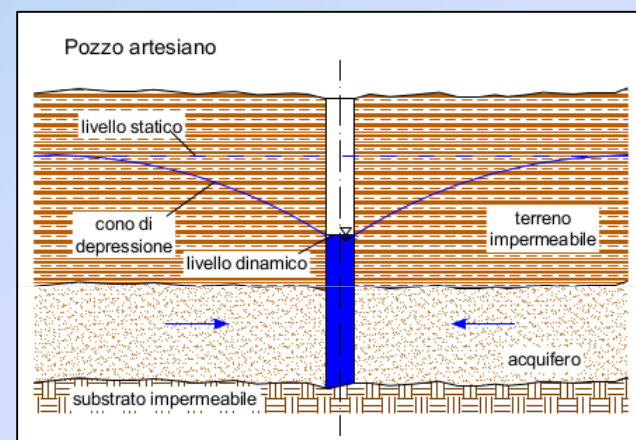 Pozzo artesiano
livello statico
cono di
depressione
livello dinamico
terreno
impermeabile
acquifero
substrato impermeabile